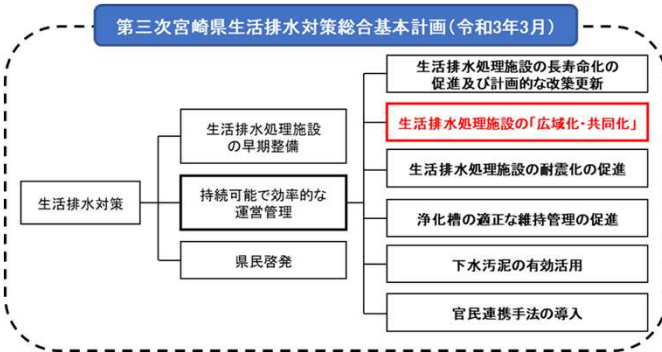 第三次宮崎県生活排水対策総合基本計画(令和3年3月)
生活排水対策
生活排水処理施設
の早期整備
持続可能で効率的な
運営管理
県民啓発
生活排水処理施設の長寿命化の
促進及び計画的な改築更新
生活排水処理施設の「広域化・共同化」
生活排水処理施設の耐震化の促進
浄化槽の適正な維持管理の促進
下水汚泥の有効活用
官民連携手法の導入